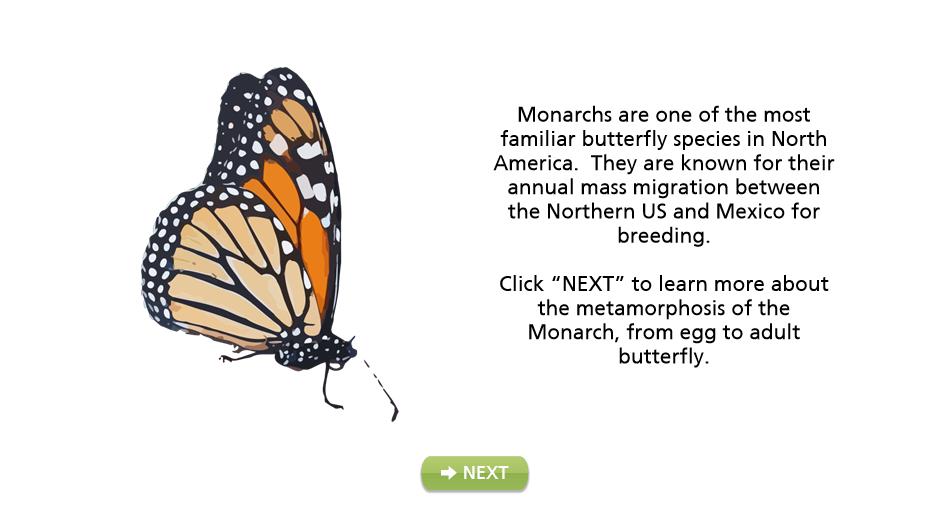 Monarchs are one of the most
familiar butterfly species in North
America.  They are known for their
annual mass migration between
the Northern US and Mexico for
breeding.
Click “NEXT” to learn more about
the metamorphosis of the
Monarch, from egg to adult
butterfly.
NEXT